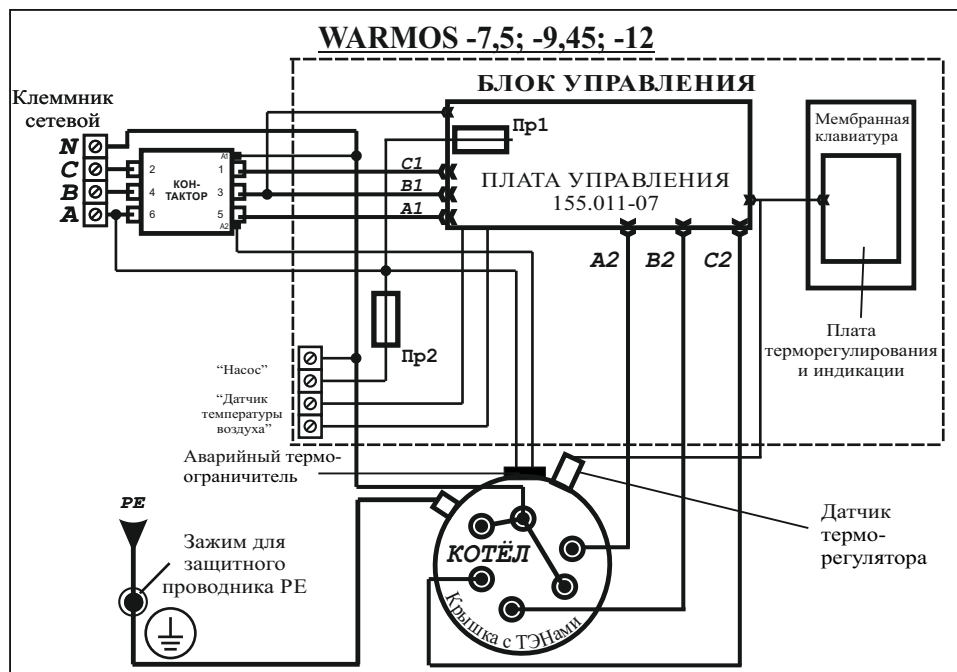 WARMOS -7,5; -9,45; -12
БЛОК УПРАВЛЕНИЯ
Клеммник
сетевой
N
C
B
A
2
4
6
КОН-
ТАКТОР
A1
1
3
5
A2
C1
B1
A1
Пр1
ПЛАТА УПРАВЛЕНИЯ
155.011-07
A2
B2
C2
Мембранная
клавиатура
Плата
терморегулирования
и индикации
Пр2
“Насос”
“Датчик
температуры
воздуха”
Аварийный термо-
ограничитель
PE
Зажим для
защитного
проводника PE
КОТЁЛ
Крышка с ТЭНами
Датчик
термо-
регулятора